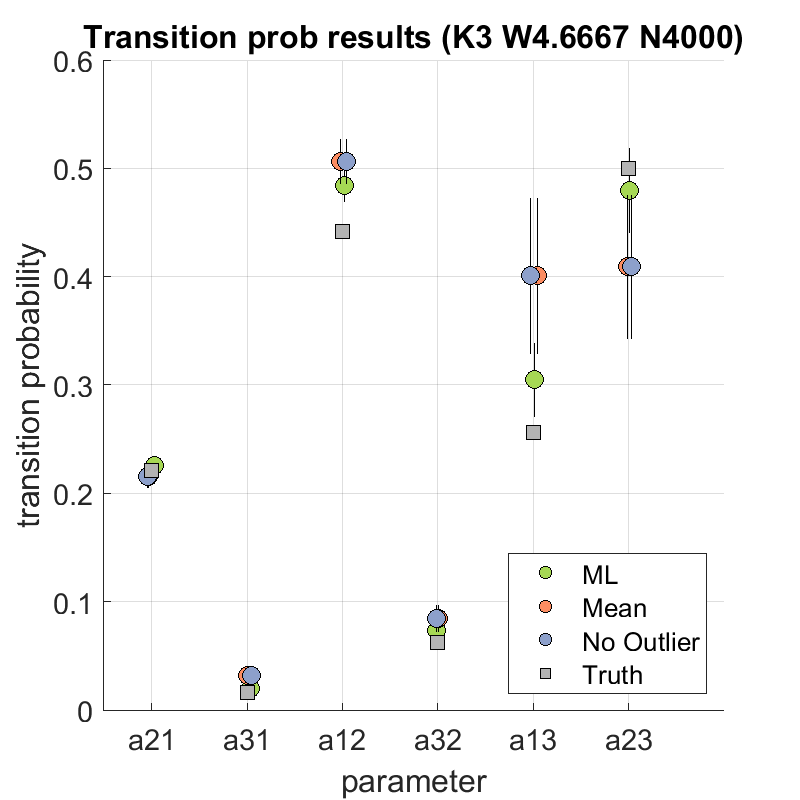 Transition prob results (K3 W4.6667 N4000)
0.6
0.5
0.4
0.3
0.2
0.1
0
transition probability
ML
Mean
No Outlier
Truth
a21 a31 a12 a32 a13 a23
parameter